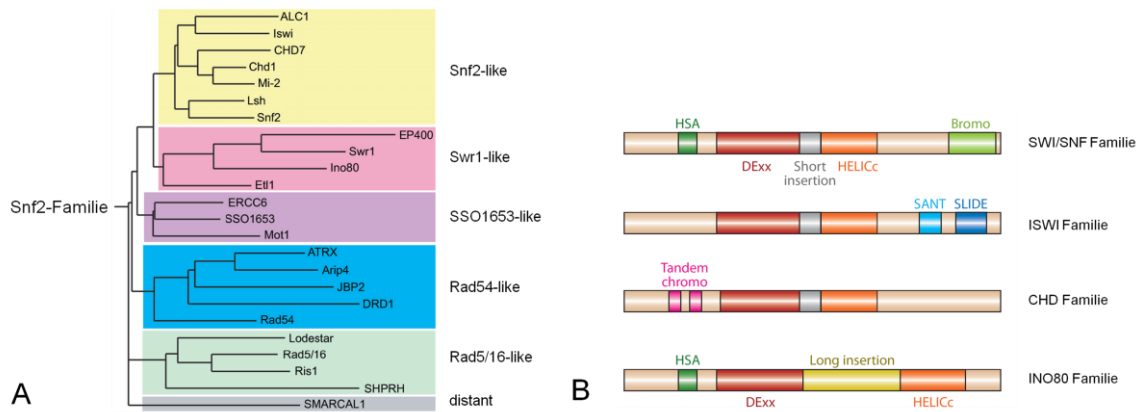 ALC1
Iswi
CHD7
Chd1
Mi-2
Lsh
Snf2
Snf2-like
EP400
Swr1
Ino80
Etl1
Swr1-like
Snf2-Familie
ERCC6
SSO1653
Mot1
SSO1653-like
ATRX
Arip4
JBP2
DRD1
Rad54
Rad54-like
Lodestar
Rad5/16
Ris1
SHPRH
Rad5/16-like
SMARCAL1
distant
A
HSA
Bromo
SWI/SNF Familie
DExx
Short
insertion
HELICc
SANT
SLIDE
ISWI Familie
Tandem
chromo
CHD Familie
HSA
Long insertion
INO80 Familie
DExx
HELICc
B